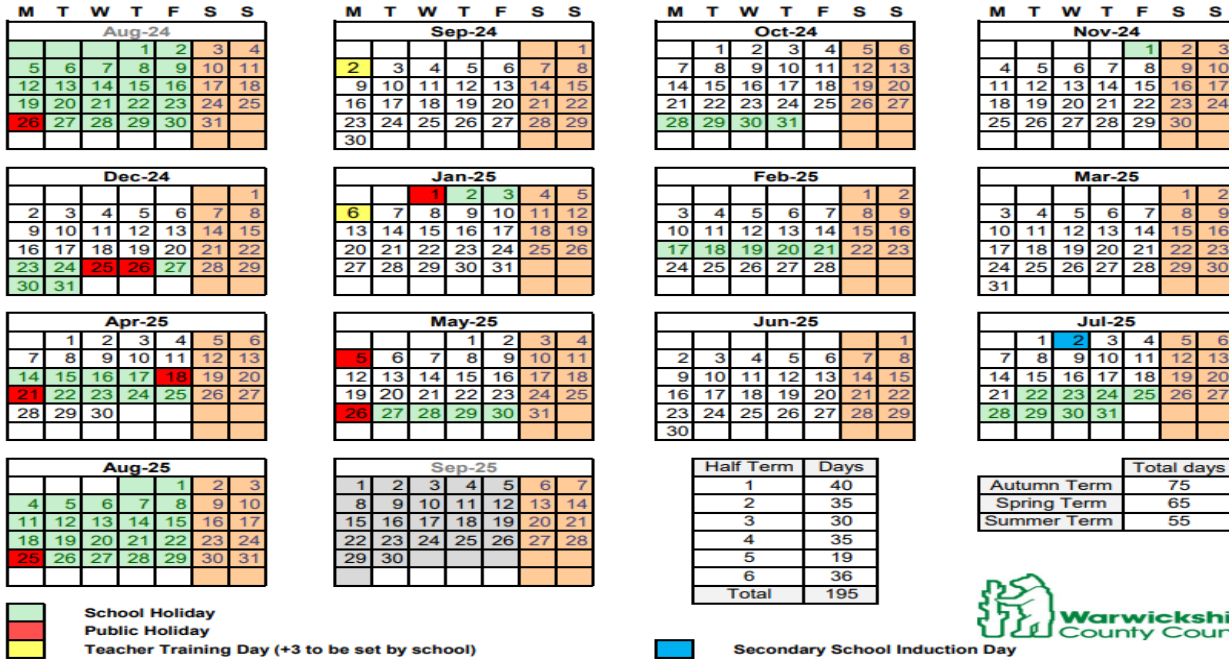 M T W T F S S
Aug-24
1 2 3 4
5 6 7 8 9 10 11
12 13 14 15 16 17 18
19 20 21 22 23 24 25
26 27 28 29 30 31
M T W T F S S
Sep-24
1
2 3 4 5 6 7 8
9 10 11 12 13 14 15
16 17 18 19 20 21 22
23 24 25 26 27 28 29
30
M T W T F S S
Oct-24
1 2 3 4 5 6
7 8 9 10 11 12 13
14 15 16 17 18 19 20
21 22 23 24 25 26 27
28 29 30 31
M T W T F S S
Nov-24
1 2 3
4 5 6 7 8 9 10
11 12 13 14 15 16 17
18 19 20 21 22 23 24
25 26 27 28 29 30
Dec-24
1
2 3 4 5 6 7 8
9 10 11 12 13 14 15
16 17 18 19 20 21 22
23 24 25 26 27 28 29
30 31
Jan-25
1 2 3 4 5
6 7 8 9 10 11 12
13 14 15 16 17 18 19
20 21 22 23 24 25 26
27 28 29 30 31
Feb-25
1 2
3 4 5 6 7 8 9
10 11 12 13 14 15 16
17 18 19 20 21 22 23
24 25 26 27 28
Mar-25
1 2
3 4 5 6 7 8 9
10 11 12 13 14 15 16
17 18 19 20 21 22 23
24 25 26 27 28 29 30
31
Apr-25
1 2 3 4 5 6
7 8 9 10 11 12 13
14 15 16 17 18 19 20
21 22 23 24 25 26 27
28 29 30
May-25
1 2 3 4
5 6 7 8 9 10 11
12 13 14 15 16 17 18
19 20 21 22 23 24 25
26 27 28 29 30 31
Jun-25
1
2 3 4 5 6 7 8
9 10 11 12 13 14 15
16 17 18 19 20 21 22
23 24 25 26 27 28 29
30
Jul-25
1 2 3 4 5 6
7 8 9 10 11 12 13
14 15 16 17 18 19 20
21 22 23 24 25 26 27
28 29 30 31
Aug-25
1 2 3
4 5 6 7 8 9 10
11 12 13 14 15 16 17
18 19 20 21 22 23 24
25 26 27 28 29 30 31
Sep-25
1 2 3 4 5 6 7
8 9 10 11 12 13 14
15 16 17 18 19 20 21
22 23 24 25 26 27 28
29 30
Half Term Days
1 40
2 35
3 30
4 35
5 19
6 36
Total 195
Total days
Autumn Term 75
Spring Term 65
Summer Term 55
Warwickshi
County Coun
School Holiday
Public Holiday
Teacher Training Day (+3 to be set by school)
Secondary School Induction Day